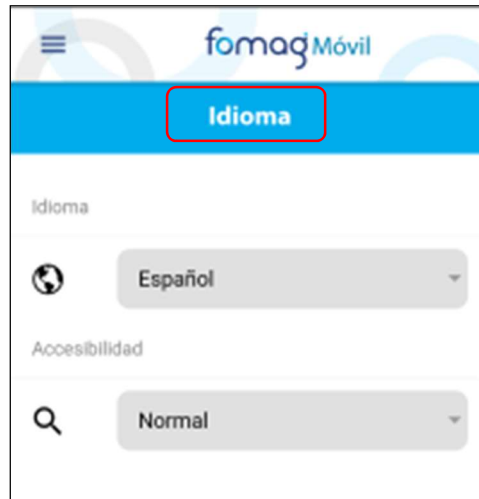 fomag Móvil
Idioma
Idioma
Español
Accesibilidad
Normal